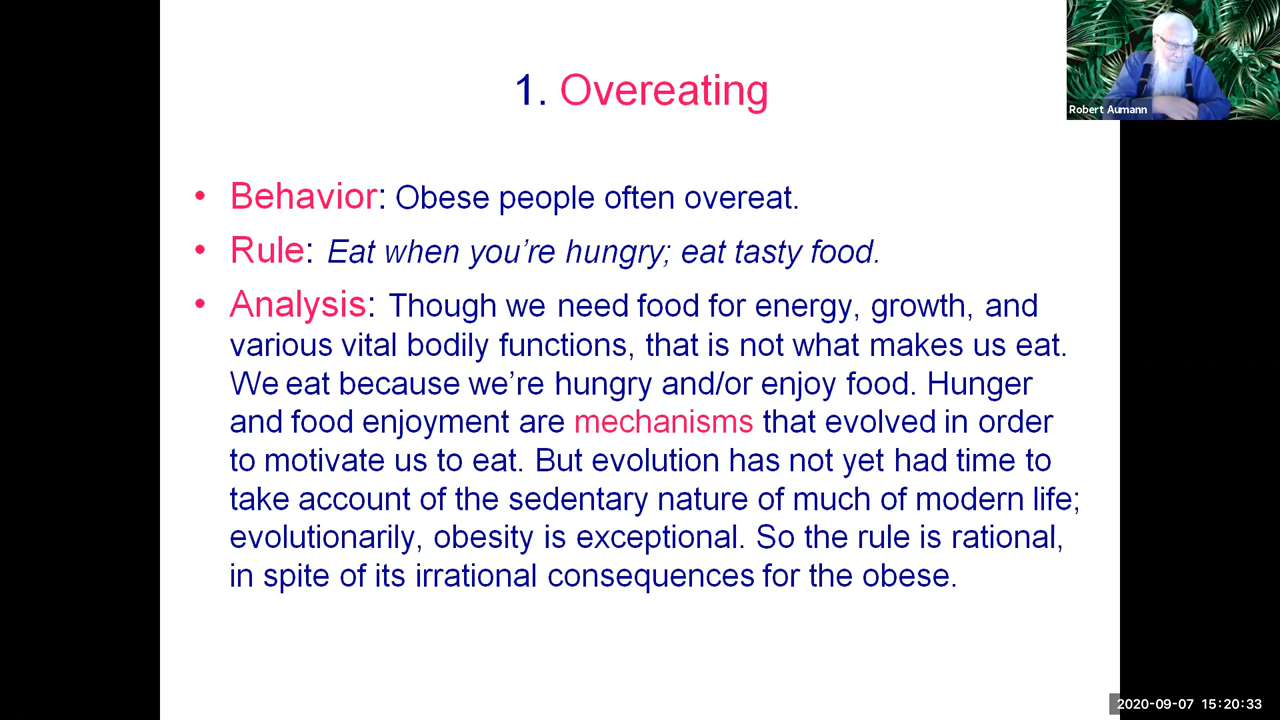 1. Overeating
Robert Aumann
• Behavior: Obese people often overeat.
• Rule: Eat when you're hungry; eat tasty food.
• Analysis: Though we need food for energy, growth, and
various vital bodily functions, that is not what makes us eat.
We eat because we're hungry and/or enjoy food. Hunger
and food enjoyment are mechanisms that evolved in order
to motivate us to eat. But evolution has not yet had time to
take account of the sedentary nature of much of modern life;
evolutionarily, obesity is exceptional. So the rule is rational,
in spite of its irrational consequences for the obese.
2020-09-07 15:20:33